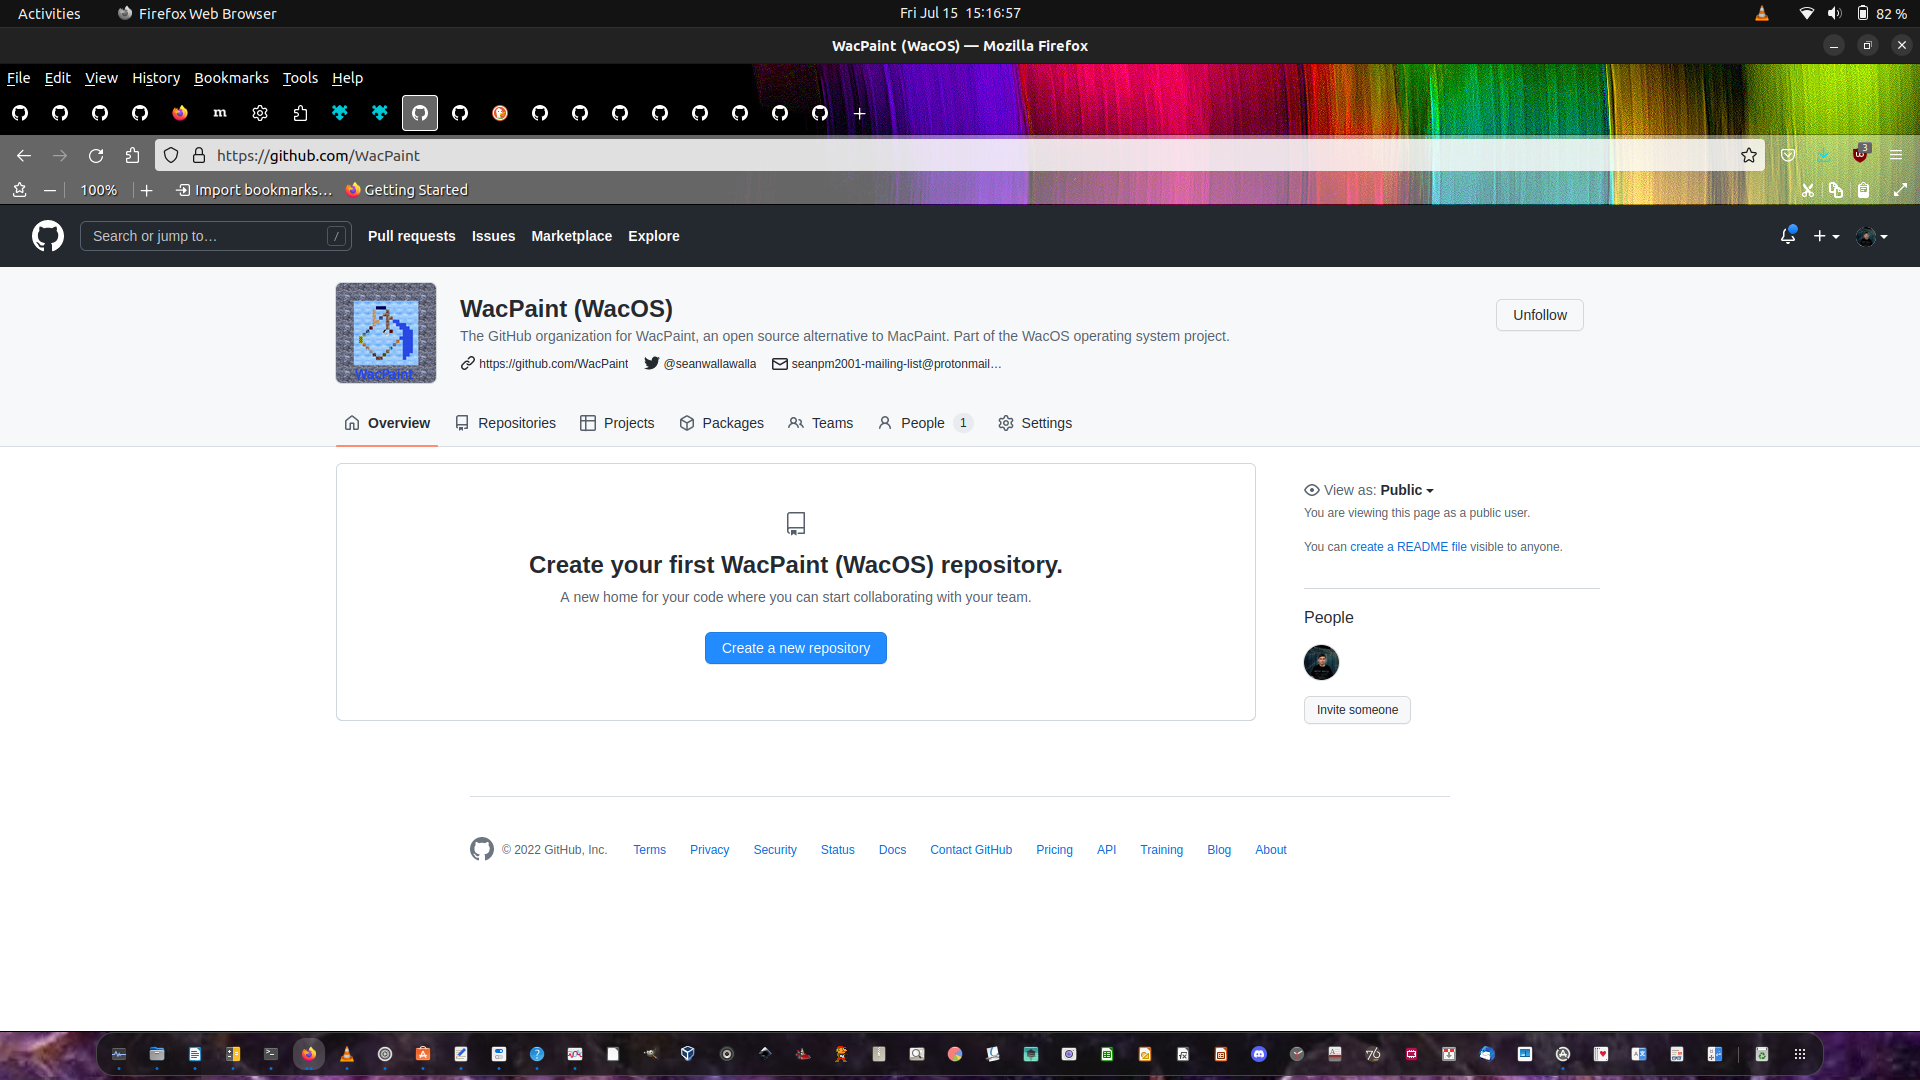 Activities Firefox Web Browser Fri Jul 15 15:16:57 82 %
WacPaint (WacOS) — Mozilla Firefox
File Edit View History Bookmarks Tools Help
m
https://github.com/WacPaint 3
100% Import bookmarks… Getting Started
Search or jump to… / Pull requests Issues Marketplace Explore
WacPaint
WacPaint (WacOS)
Unfollow
The GitHub organization for WacPaint, an open source alternative to MacPaint. Part of the WacOS operating system project.
https://github.com/WacPaint @seanwallawalla seanpm2001-mailing-list@protonmail…
Overview Repositories Projects Packages Teams People 1 Settings
Create your first WacPaint (WacOS) repository.
A new home for your code where you can start collaborating with your team.
Create a new repository
View as: Public
You are viewing this page as a public user.
You can create a README file visible to anyone.
People
Invite someone
© 2022 GitHub, Inc. Terms Privacy Security Status Docs Contact GitHub Pricing API Training Blog About